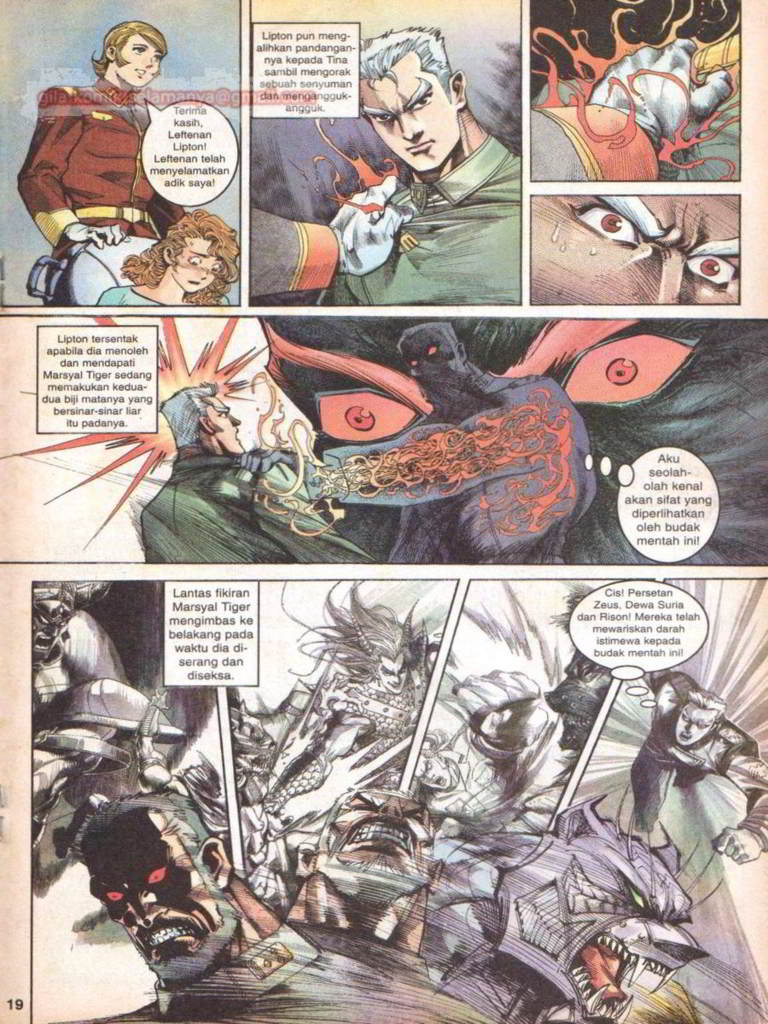 Terima
kasih,
Leftenan
Lipton!
Leftenan telah
menyelamatkan
adik saya!
Lipton pun meng-
alihkan pandangan-
nya kepada Tina
sambil mengorak
sebuah senyuman
dan mengangguk-
angguk.
Lipton tersentak
apabila dia menoleh
dan mendapati
Marsyal Tiger sedang
memakukan kedua-
dua biji matanya yang
bersinar-sinar liar
itu padanya.
Aku
seolah-
olah kenal
akan sifat yang
diperlihatkan
oleh budak
mentah ini!
Lantas fikiran
Marsyal Tiger
mengimbas ke
belakang pada
waktu dia di-
serang dan
diseksa.
Cis! Persetan
Zeus, Dewa Suria
dan Rison! Mereka telah
mewariskan darah
istimewa kepada
budak mentah ini!
19